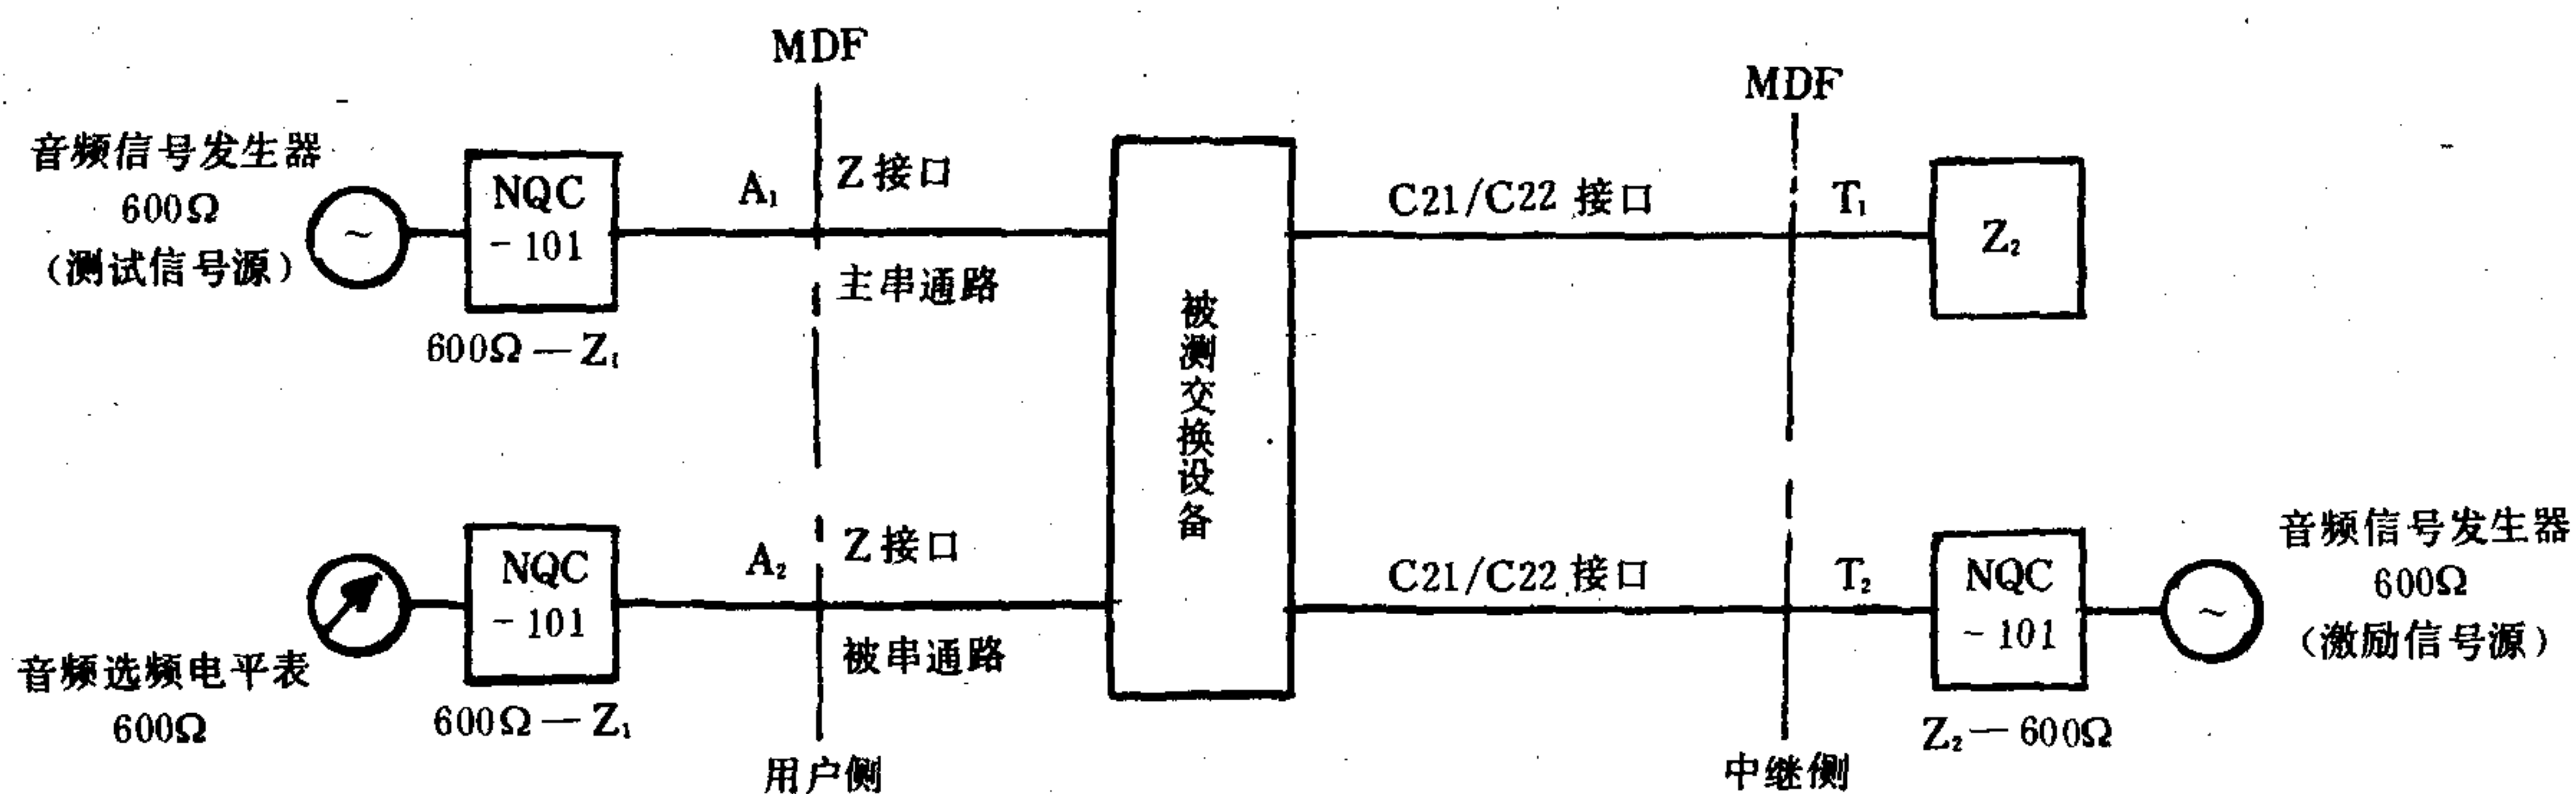 MDF
MDF
音频信号发生器
600Ω
（测试信号源）
~
NQC
-101
600Ω—Z₁
A₁
Z 接口
主串通路
被测交换设备
C21/C22 接口
T₁
Z₂
音频选频电平表
600Ω
NQC
-101
600Ω—Z₁
A₂
Z 接口
被串通路
C21/C22 接口
T₂
NQC
-101
Z₂—600Ω
~
音频信号发生器
600Ω
（激励信号源）
用户侧
中继侧